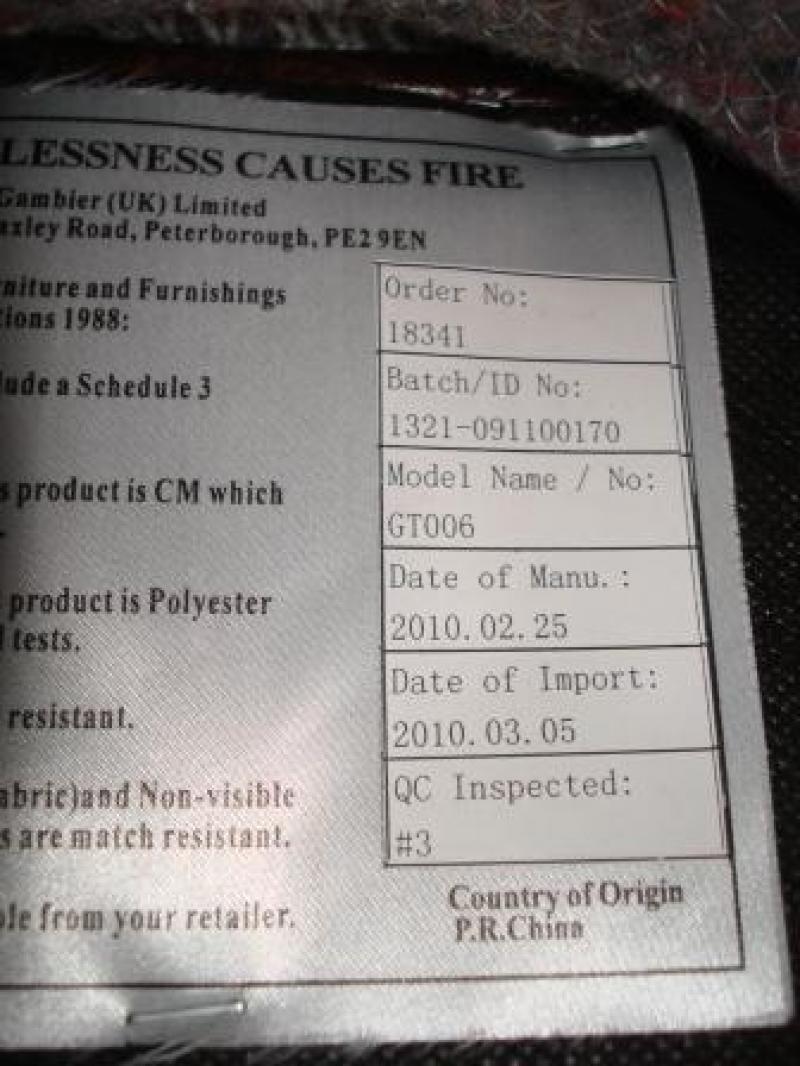 LESSNESS CAUSES FIRE
Gambier (UK) Limited
axley Road, Peterborough, PE2 9EN
niture and Furnishings
ions 1988:
lude a Schedule 3
s product is CM which
product is Polyester
l tests.
resistant.
abric)and Non-visible
s are match resistant.
ble from your retailer.
Order No:
18341
Batch/ID No:
1321-091100170
Model Name / No:
GT006
Date of Manu.:
2010.02.25
Date of Import:
2010.03.05
QC Inspected:
#3
Country of Origin
P.R.China